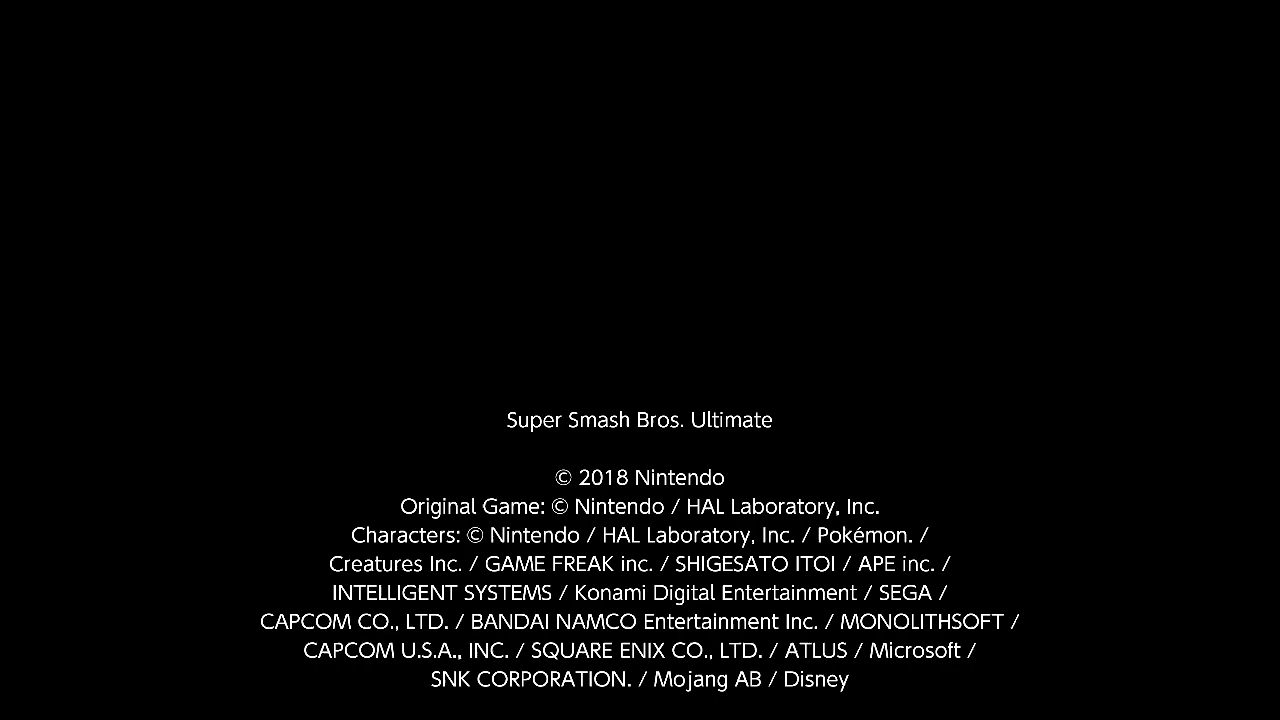 Super Smash Bros. Ultimate
© 2018 Nintendo
Original Game: © Nintendo / HAL Laboratory, Inc.
Characters: © Nintendo / HAL Laboratory, Inc. / Pokémon. /
Creatures Inc. / GAME FREAK inc. / SHIGESATO ITOI / APE inc. /
INTELLIGENT SYSTEMS / Konami Digital Entertainment / SEGA /
CAPCOM CO., LTD. / BANDAI NAMCO Entertainment Inc. / MONOLITHSOFT /
CAPCOM U.S.A., INC. / SQUARE ENIX CO., LTD. / ATLUS / Microsoft /
SNK CORPORATION. / Mojang AB / Disney